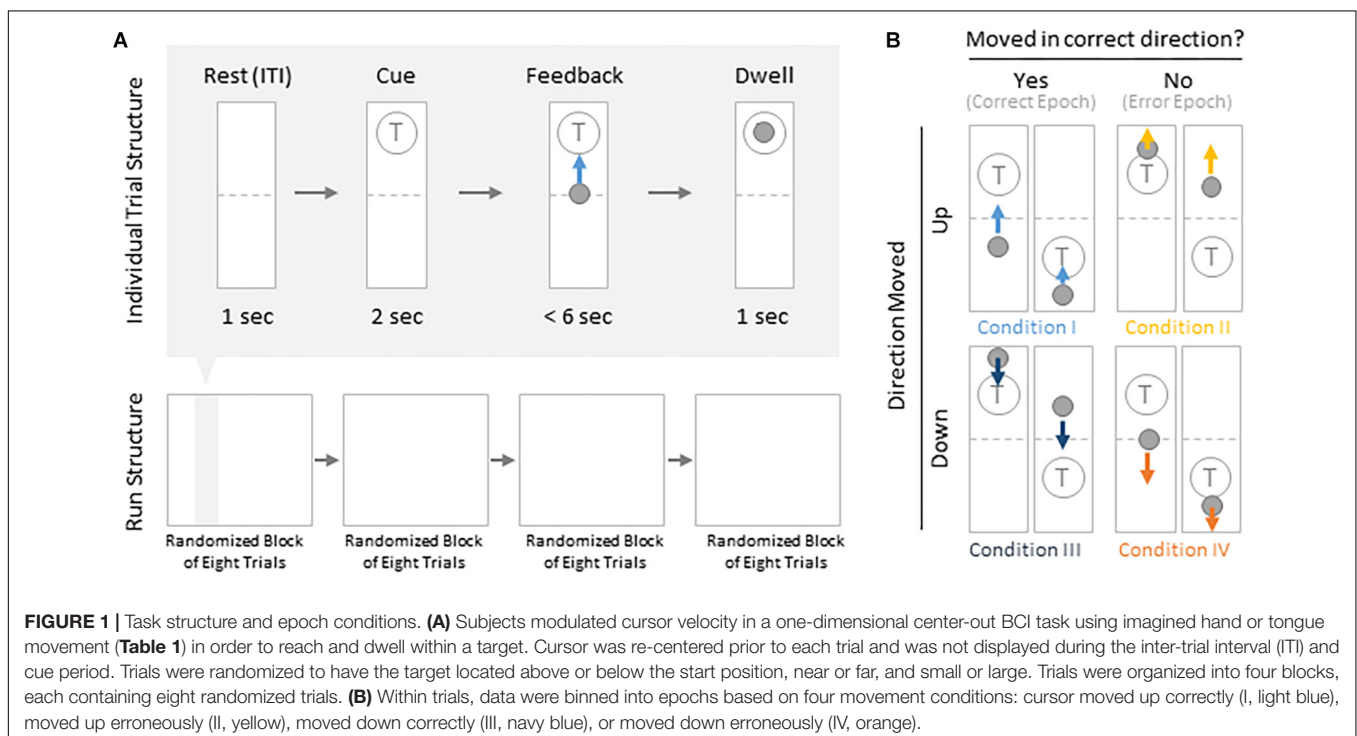 A
Individual Trial Structure
Rest (ITI)
Cue
Feedback
Dwell
T
T
1 sec
2 sec
< 6 sec
1 sec
Run Structure
Randomized Block
of Eight Trials
Randomized Block
of Eight Trials
Randomized Block
of Eight Trials
Randomized Block
of Eight Trials
B
Moved in correct direction?
Yes
(Correct Epoch)
No
(Error Epoch)
Direction Moved
Up
T
T
T
T
Condition I
Condition II
Down
T
T
T
T
Condition III
Condition IV
FIGURE 1 | Task structure and epoch conditions. (A) Subjects modulated cursor velocity in a one-dimensional center-out BCI task using imagined hand or tongue
movement (Table 1) in order to reach and dwell within a target. Cursor was re-centered prior to each trial and was not displayed during the inter-trial interval (ITI) and
cue period. Trials were randomized to have the target located above or below the start position, near or far, and small or large. Trials were organized into four blocks,
each containing eight randomized trials. (B) Within trials, data were binned into epochs based on four movement conditions: cursor moved up correctly (I, light blue),
moved up erroneously (II, yellow), moved down correctly (III, navy blue), or moved down erroneously (IV, orange).